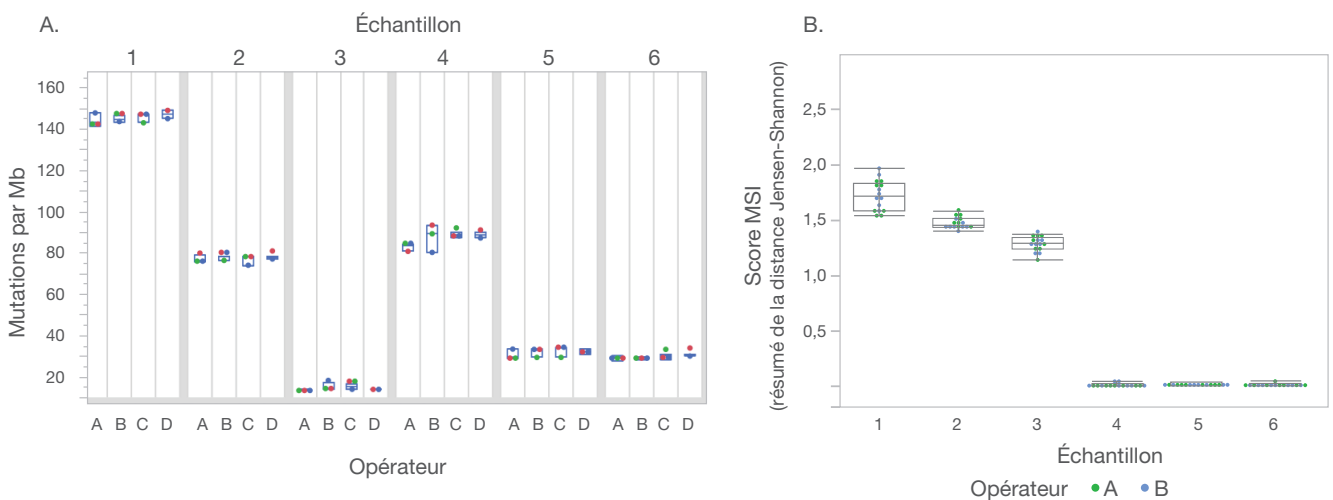 A.
Échantillon
1 2 3 4 5 6
160
140
120
100
80
60
40
20
Mutations par Mb
A B C D A B C D A B C D A B C D A B C D A B C D
Opérateur
B.
2,5
2,0
1,5
1,0
0,5
Score MSI
(résumé de la distance Jensen-Shannon)
1 2 3 4 5 6
Échantillon
Opérateur A B